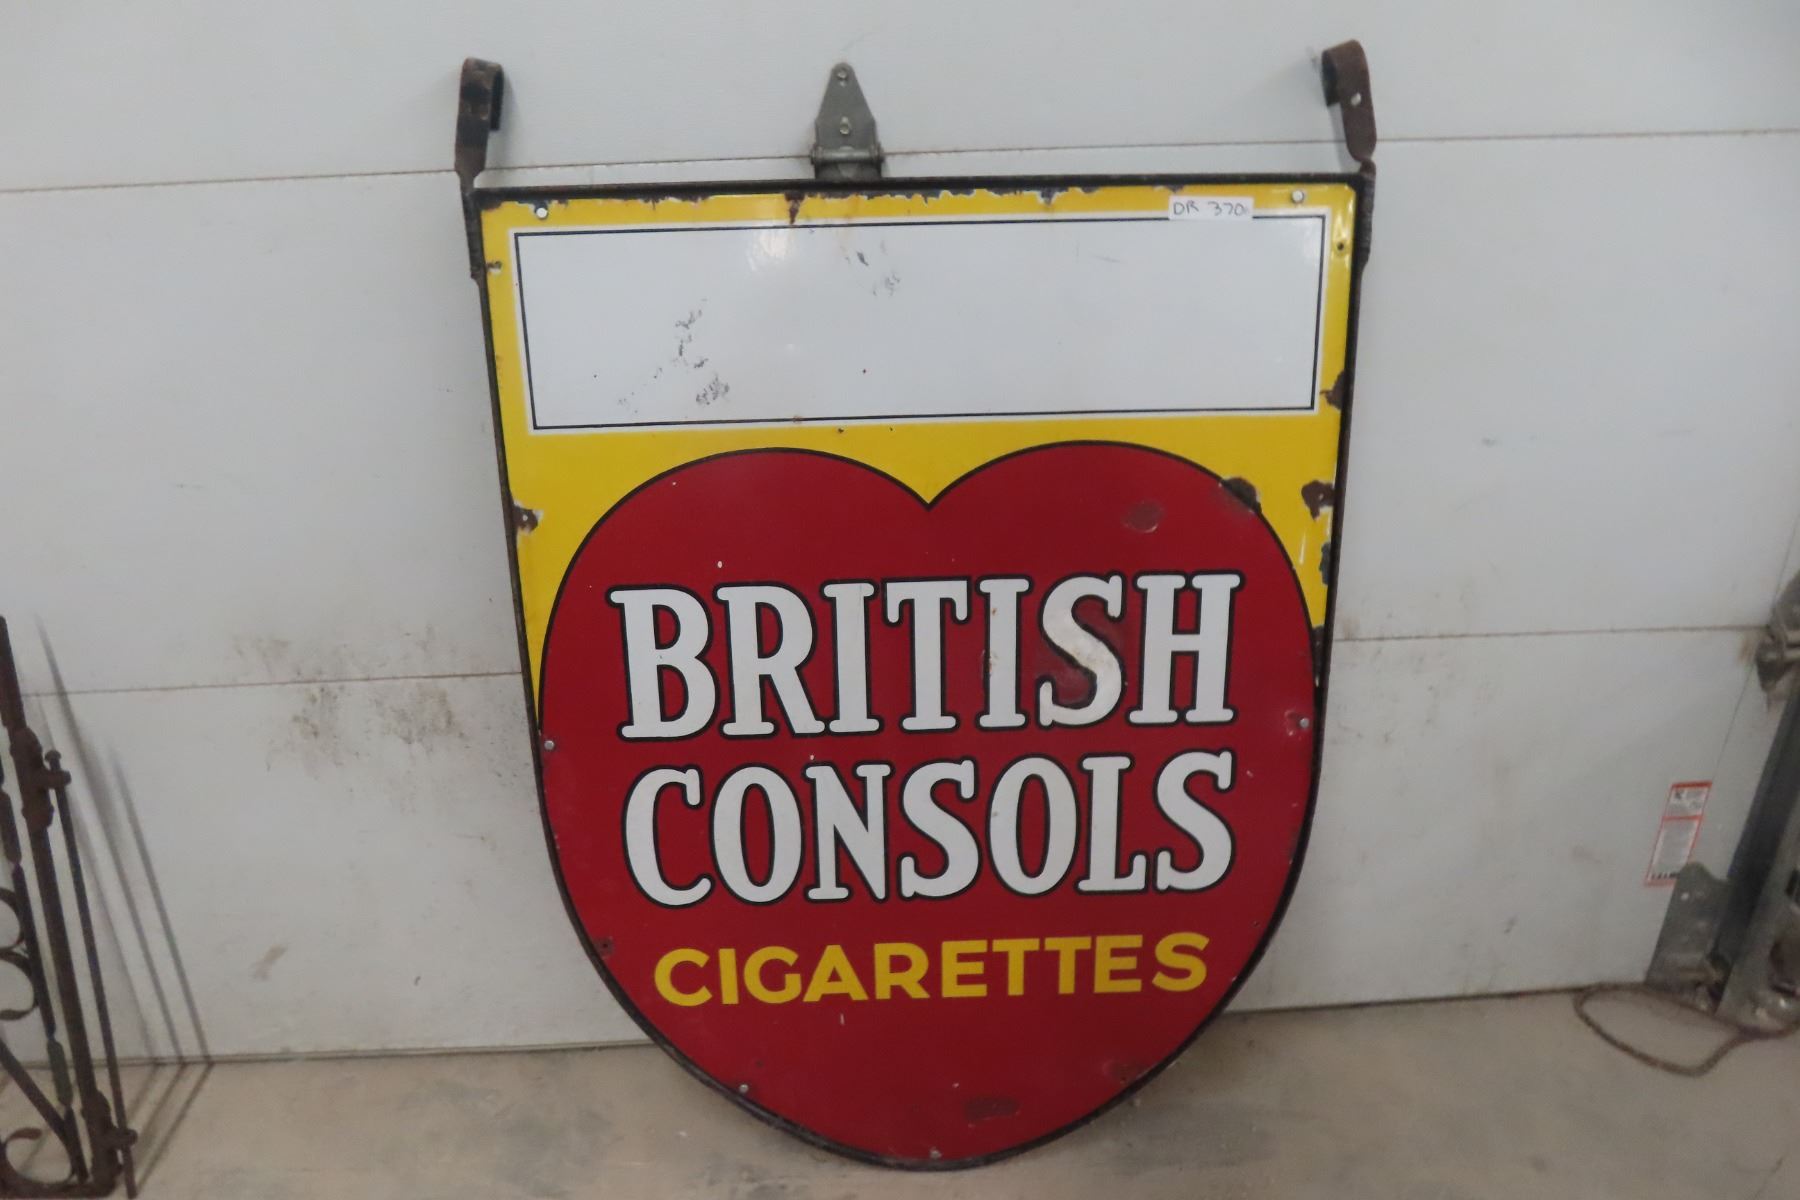 DR 370
BRITISH
CONSOLS
CIGARETTES